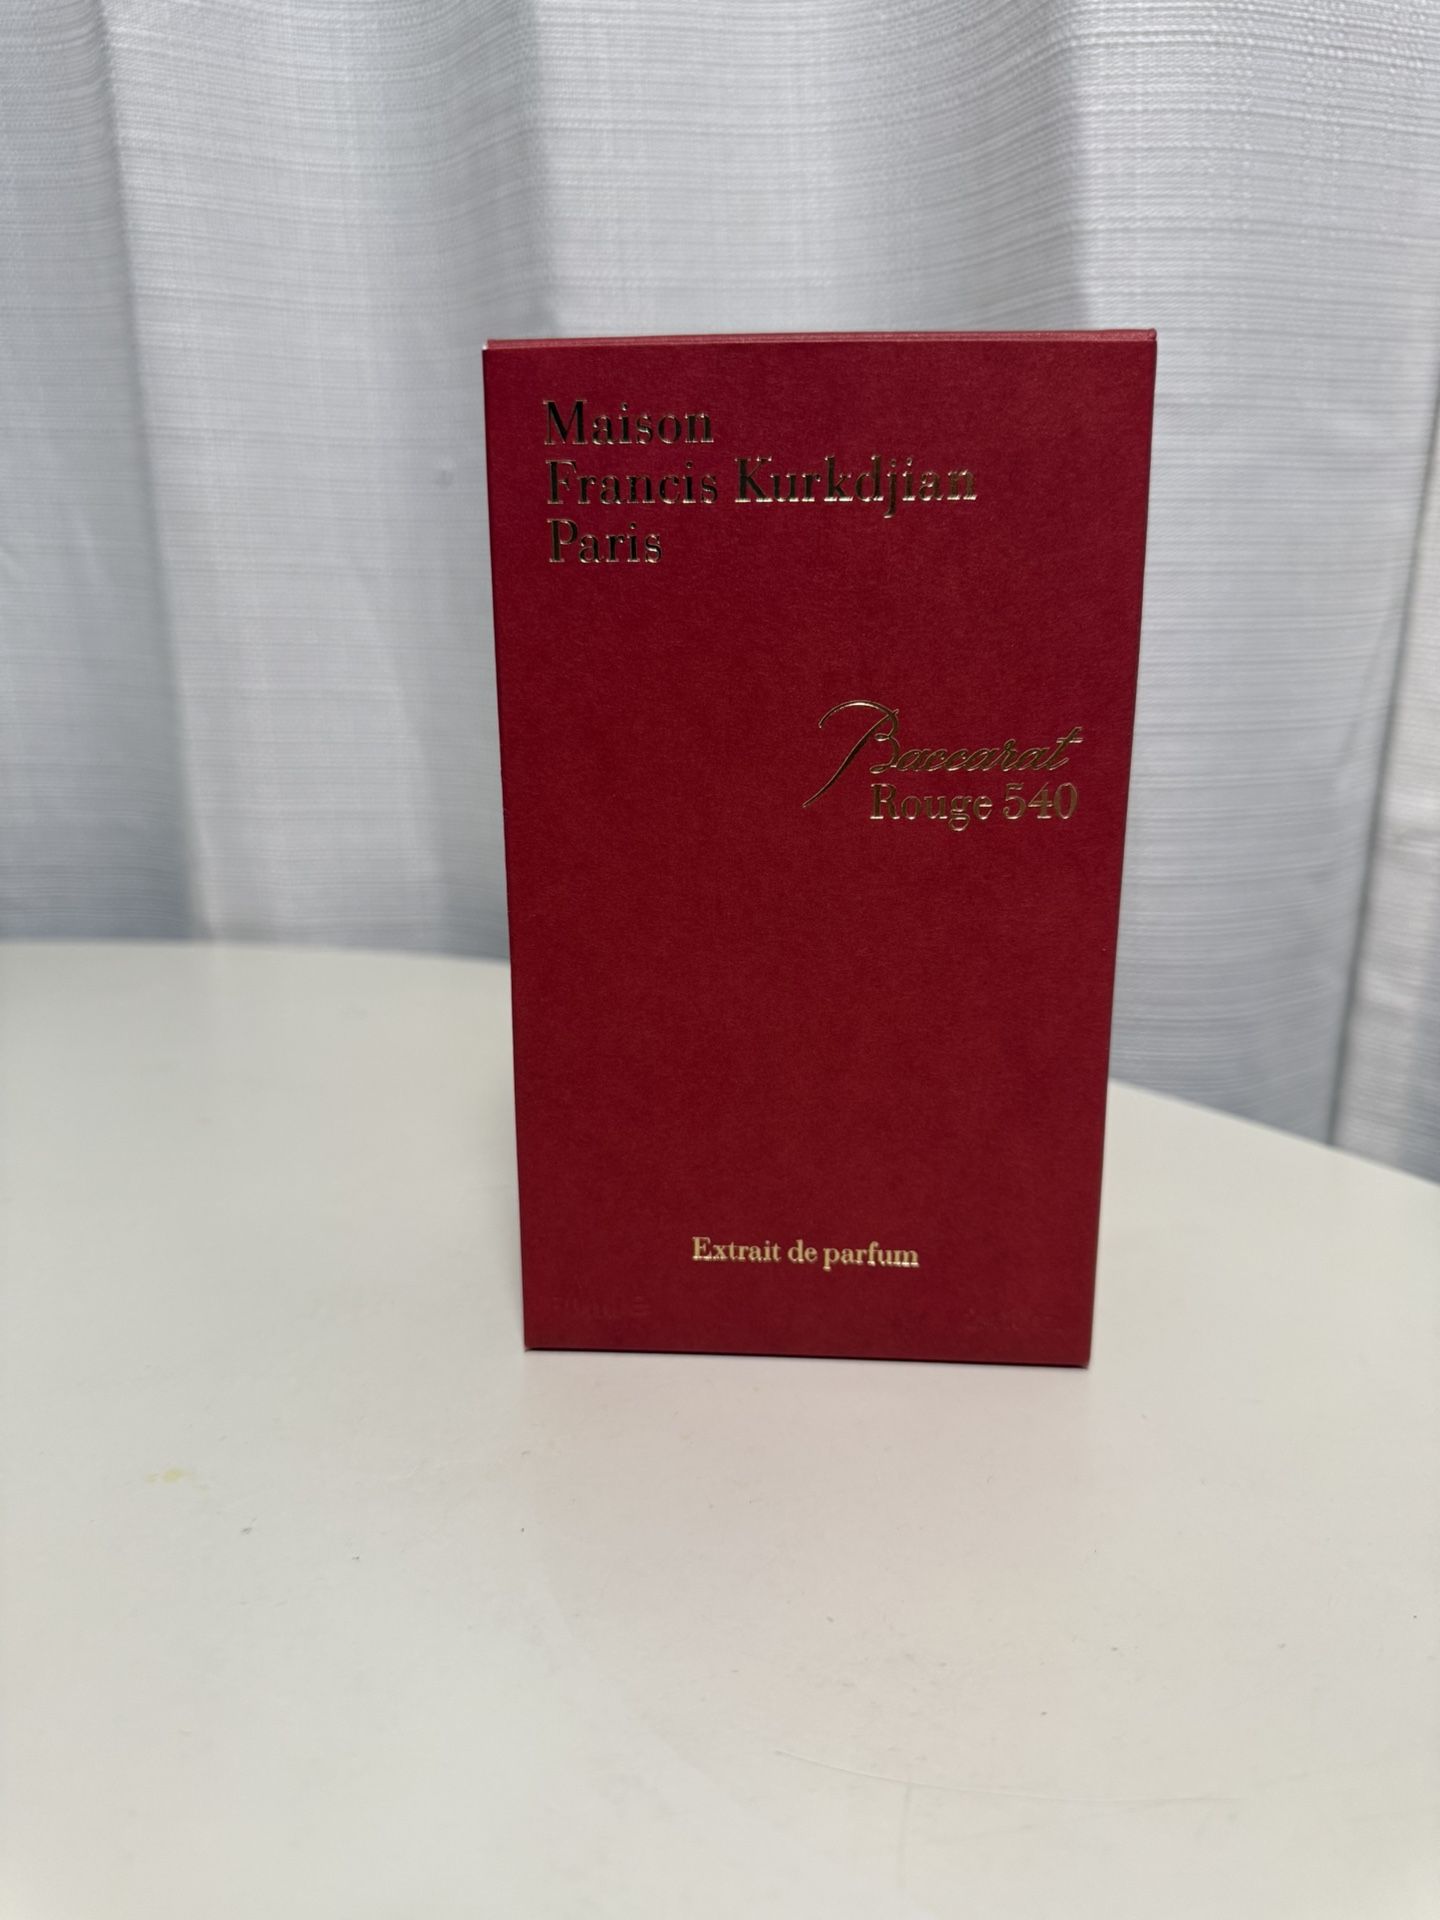 Maison
Francis Kurkdjian
Paris
Baccarat
Rouge 540
Extrait de parfum